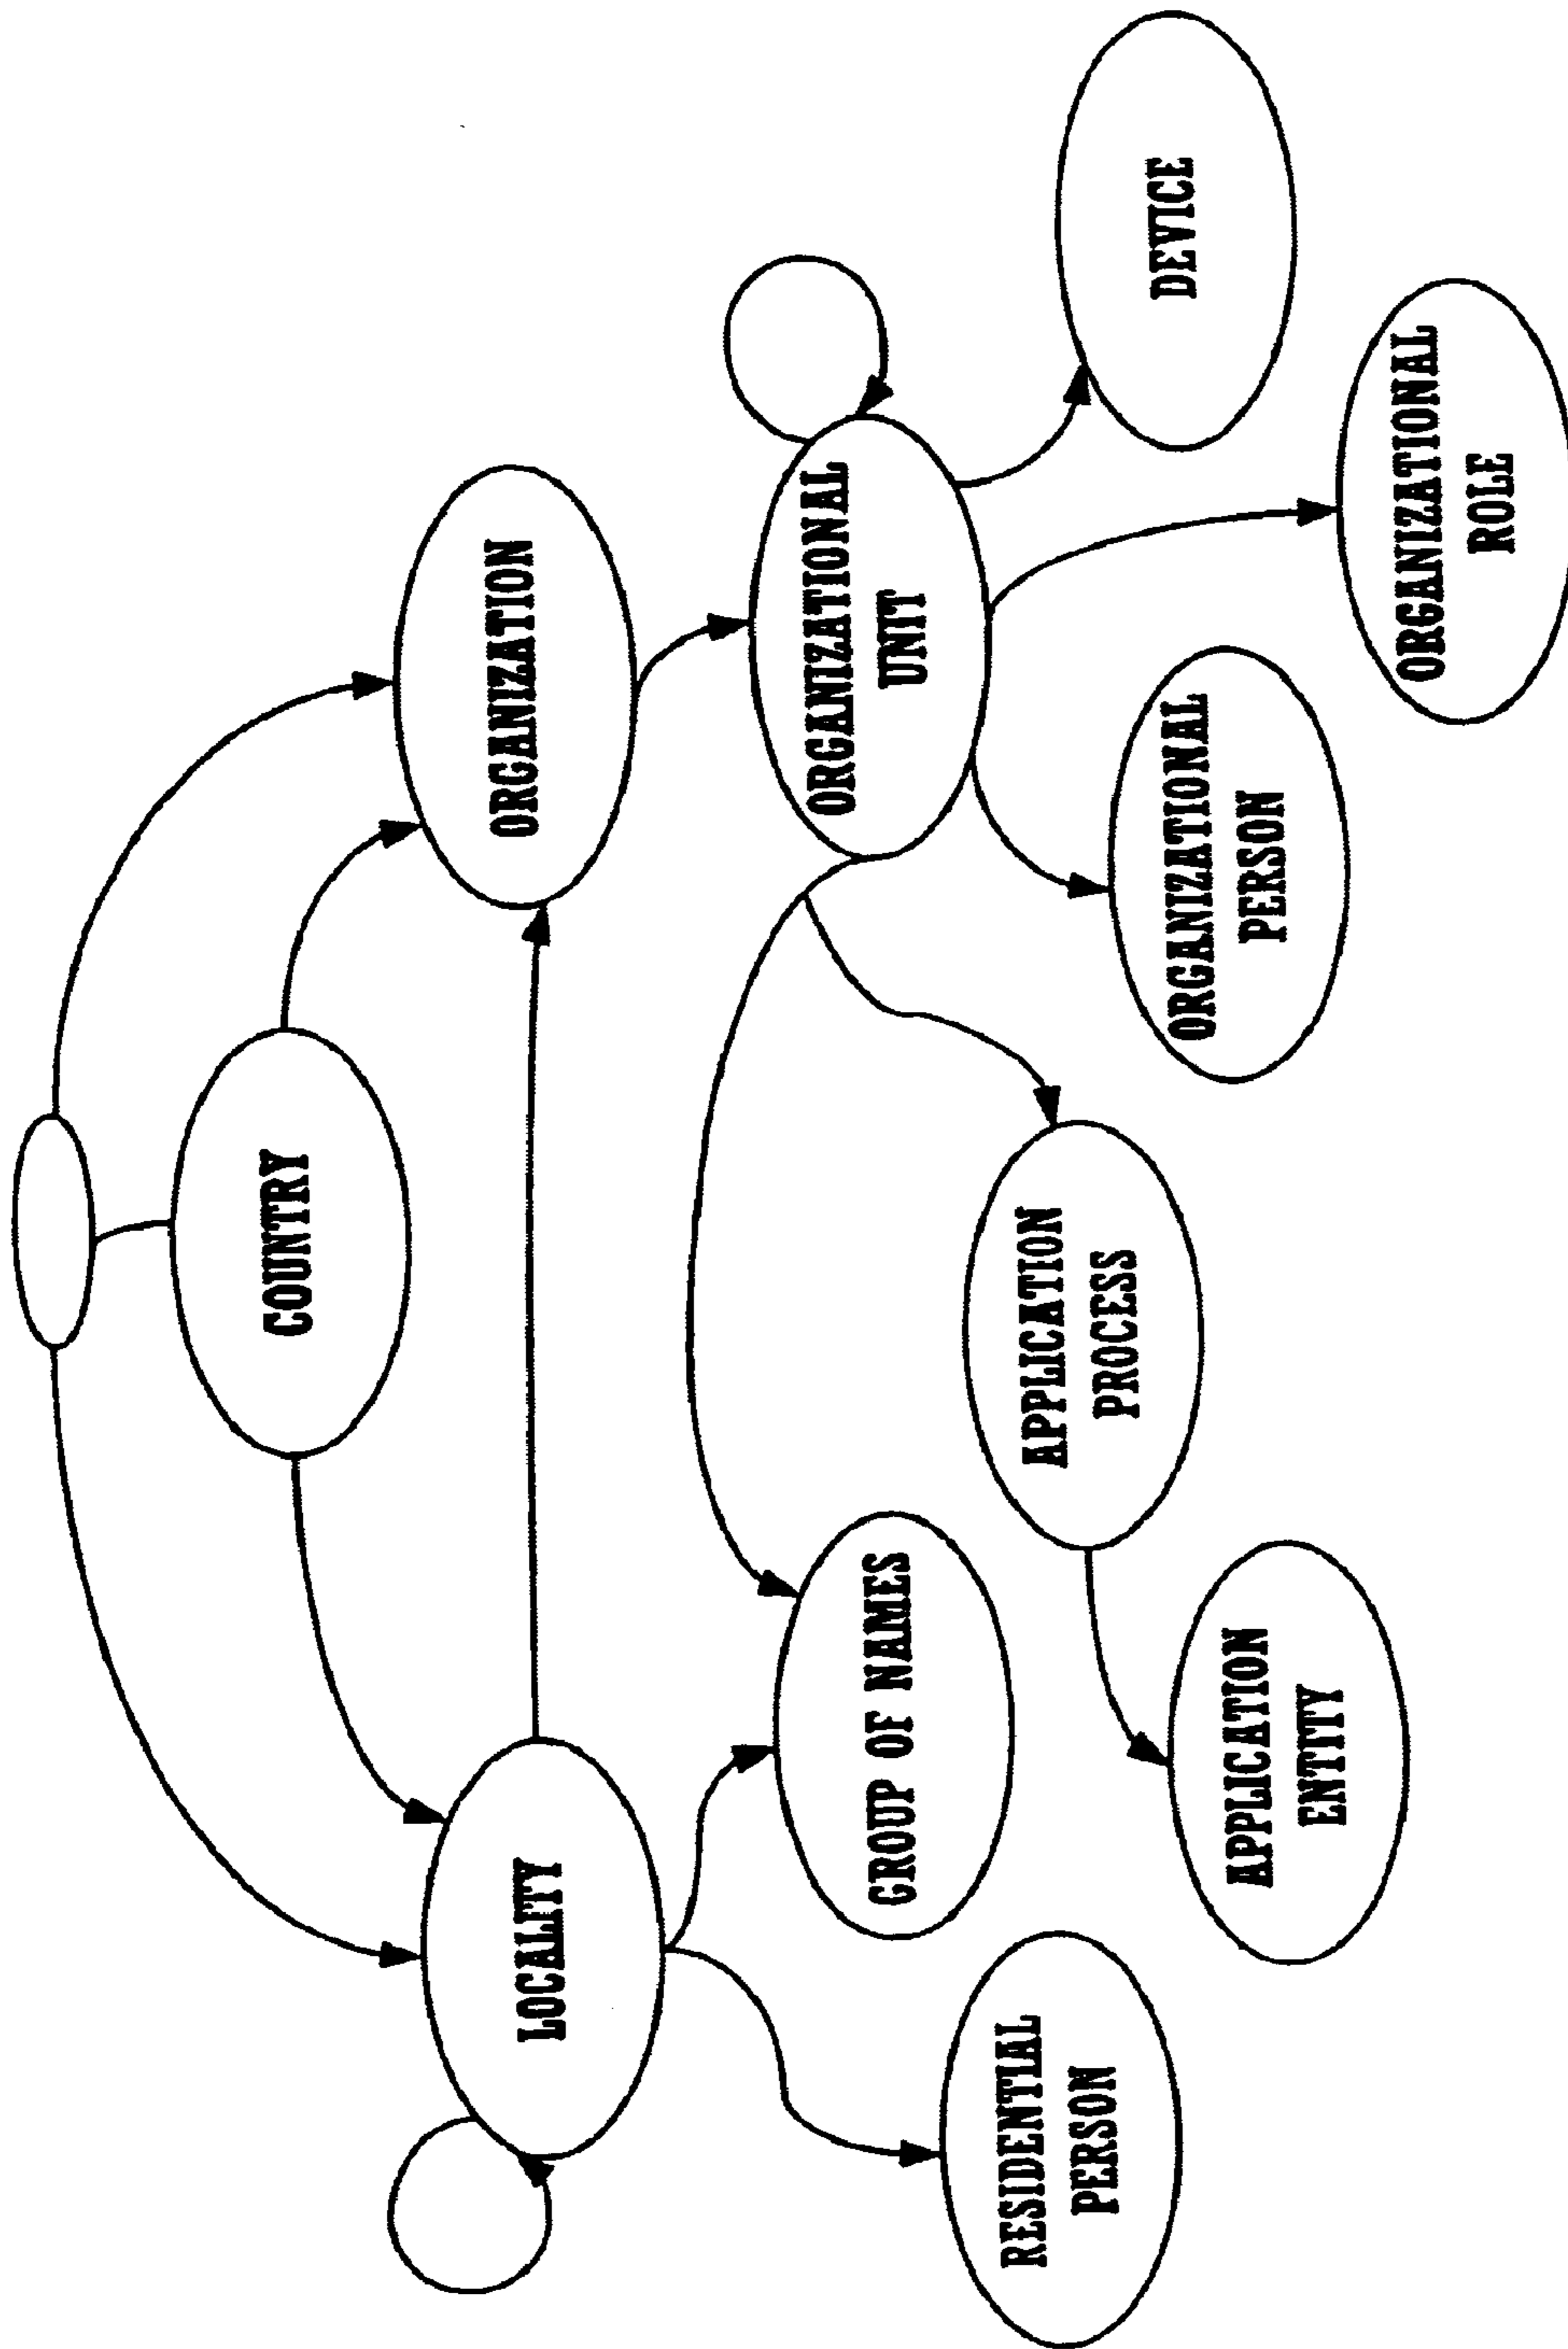 COUNTRY
LOCALITY
ORGANIZATION
GROUP OF NAMES
ORGANIZATIONAL
UNIT
RESIDENTIAL
PERSON
APPLICATION
PROCESS
DEVICE
APPLICATION
ENTITY
ORGANIZATIONAL
PERSON
ORGANIZATIONAL
ROLE